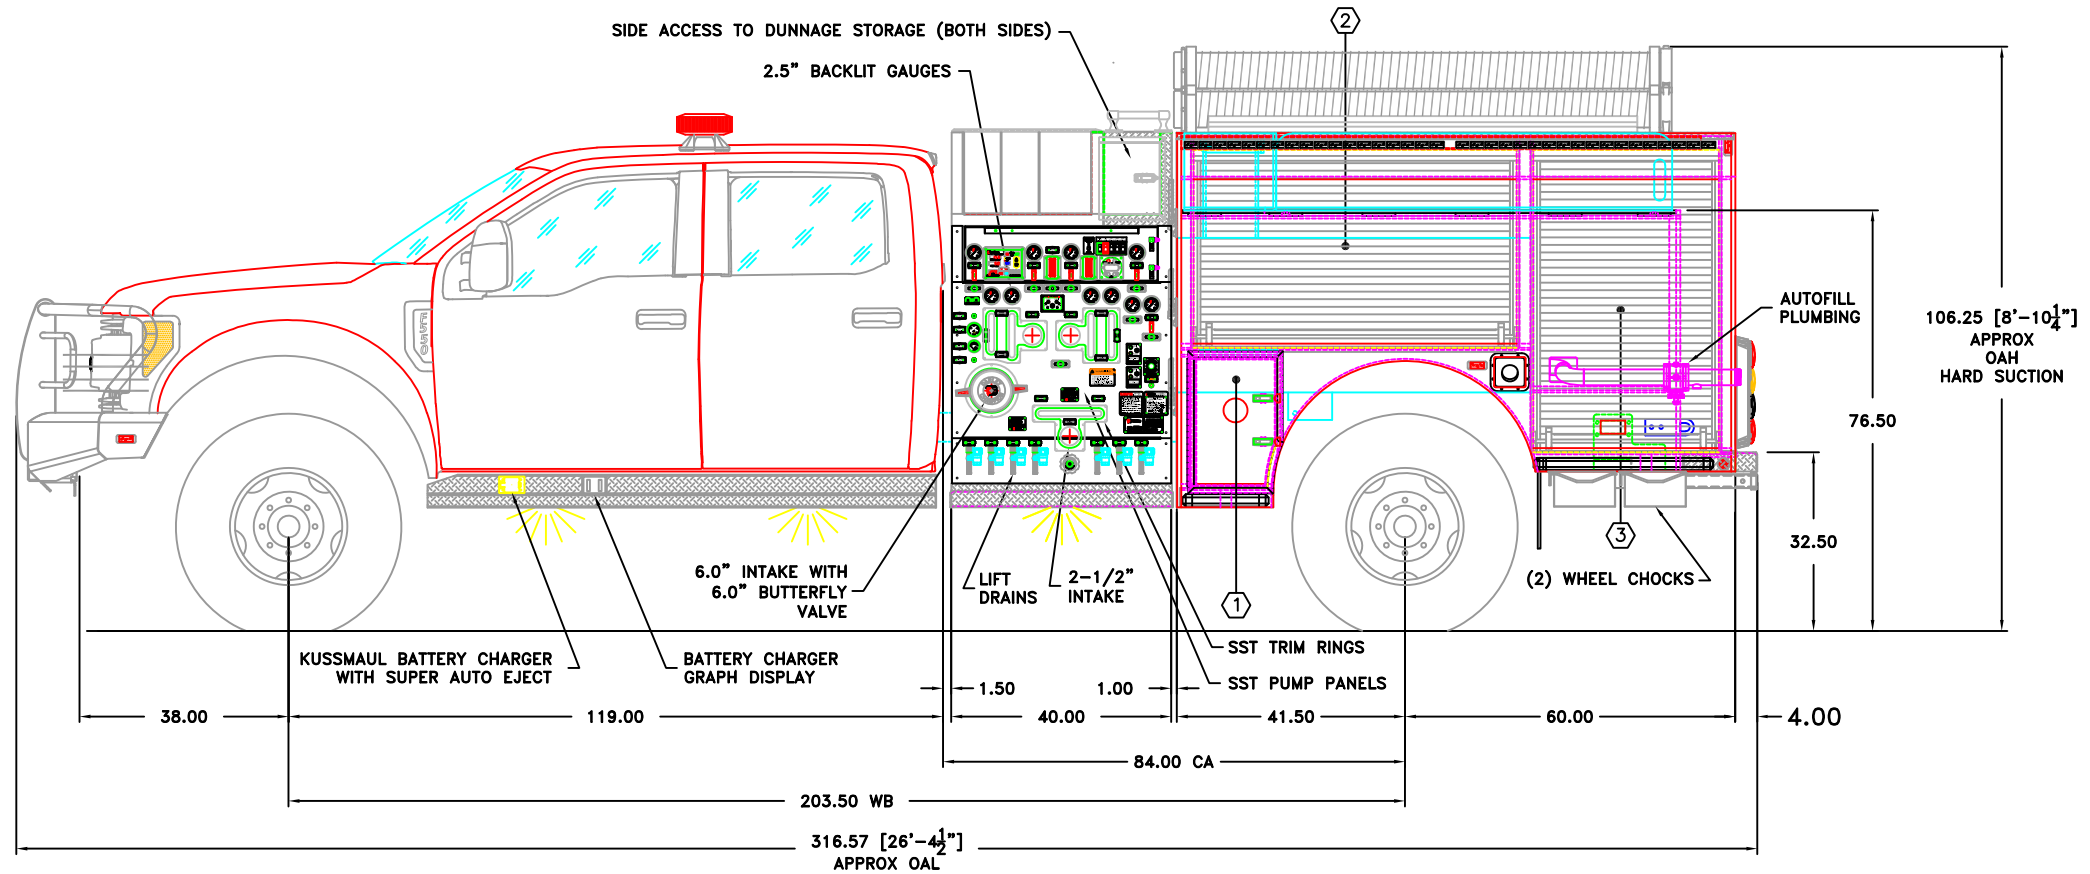 SIDE ACCESS TO DUNNAGE STORAGE (BOTH SIDES)
2
2.5” BACKLIT GAUGES
AUTOFILL
PLUMBING
106.25 [8'-10 1/4”]
APPROX
OAH
HARD SUCTION
76.50
32.50
3
(2) WHEEL CHOCKS
1
6.0” INTAKE WITH
6.0” BUTTERFLY
VALVE
LIFT
DRAINS
2-1/2”
INTAKE
SST TRIM RINGS
SST PUMP PANELS
KUSSMAUL BATTERY CHARGER
WITH SUPER AUTO EJECT
BATTERY CHARGER
GRAPH DISPLAY
1.50
1.00
38.00
119.00
40.00
41.50
60.00
4.00
84.00 CA
203.50 WB
316.57 [26'-4 1/2”]
APPROX OAL